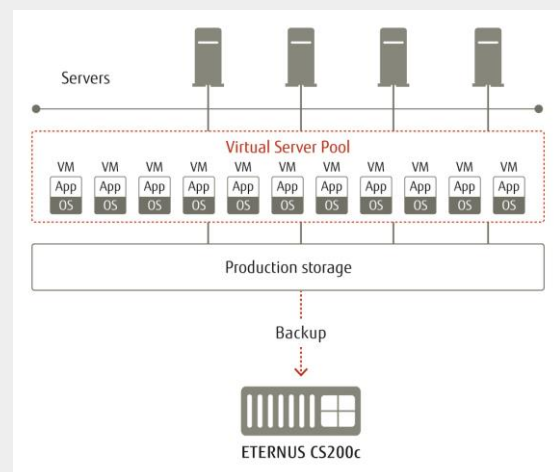 Servers
Virtual Server Pool
VM VM VM VM VM VM VM VM VM VM VM
App App App App App App App App App App App
OS OS OS OS OS OS OS OS OS OS OS
Production storage
Backup
ETERNUS CS200c